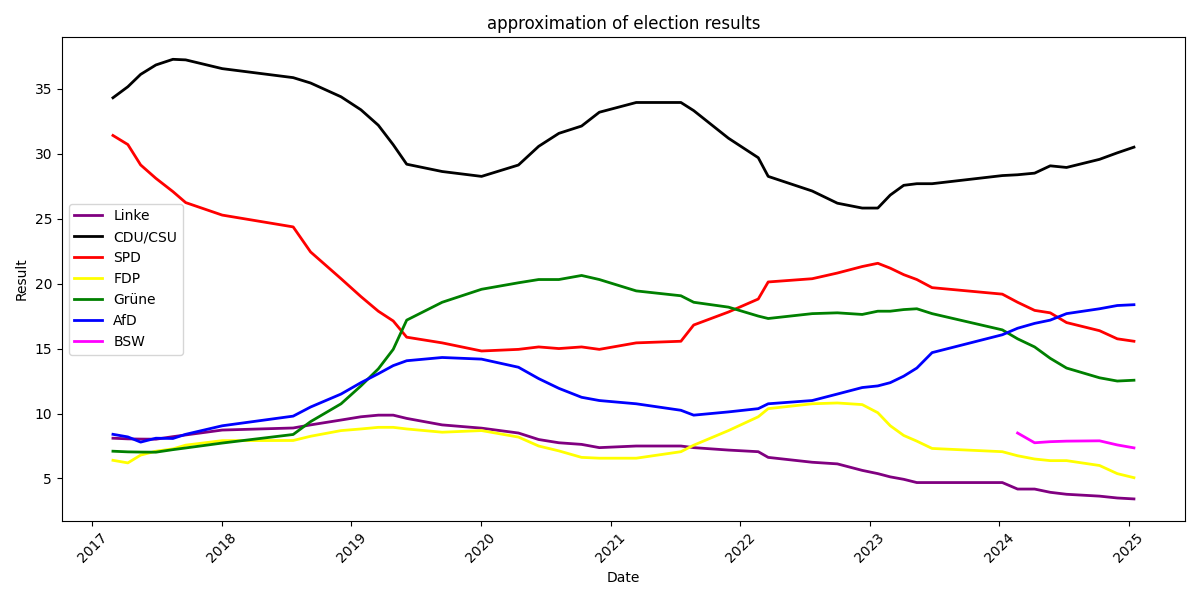 approximation of election results
Result
35
30
25
20
15
10
5
Linke
CDU/CSU
SPD
FDP
Grüne
AfD
BSW
2017
2018
2019
2020
2021
2022
2023
2024
2025
Date